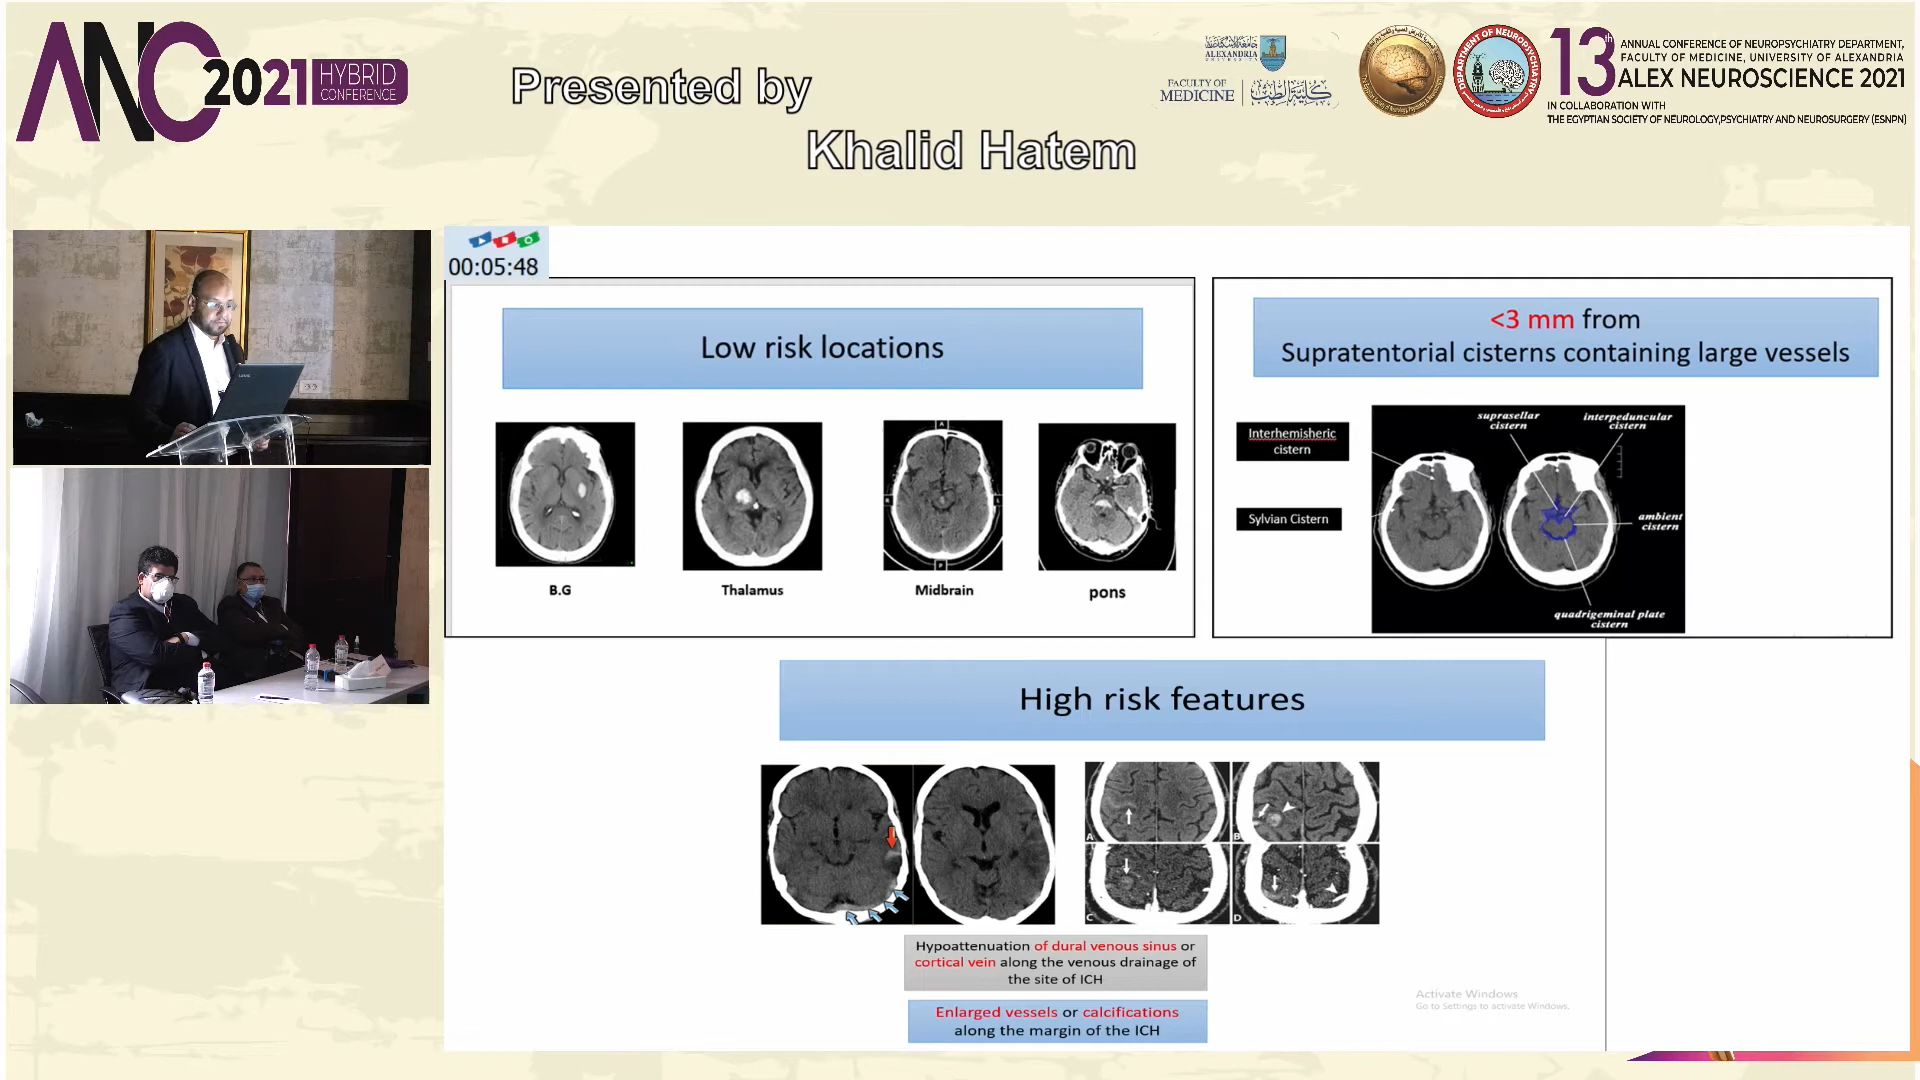 ANC 2021 HYBRID
CONFERENCE
Presented by
Khalid Hatem
ALEXANDRIA
UNIVERSITY
FACULTY OF
MEDICINE
كلية الطب
DEPARTMENT OF NEUROPSYCHIATRY
13th
ANNUAL CONFERENCE OF NEUROPSYCHIATRY DEPARTMENT,
FACULTY OF MEDICINE, UNIVERSITY OF ALEXANDRIA
ALEX NEUROSCIENCE 2021
IN COLLABORATION WITH
THE EGYPTIAN SOCIETY OF NEUROLOGY,PSYCHIATRY AND NEUROSURGERY (ESNPN)
00:05:48
Low risk locations
B.G
Thalamus
Midbrain
pons
<3 mm from
Supratentorial cisterns containing large vessels
Interhemisheric
cistern
Sylvian Cistern
suprasellar
cistern
interpeduncular
cistern
ambient
cistern
quadrigeminal plate
cistern
High risk features
A
B
C
D
Hypoattenuation of dural venous sinus or
cortical vein along the venous drainage of
the site of ICH
Enlarged vessels or calcifications
along the margin of the ICH
Activate Windows
Go to Settings to activate Windows.